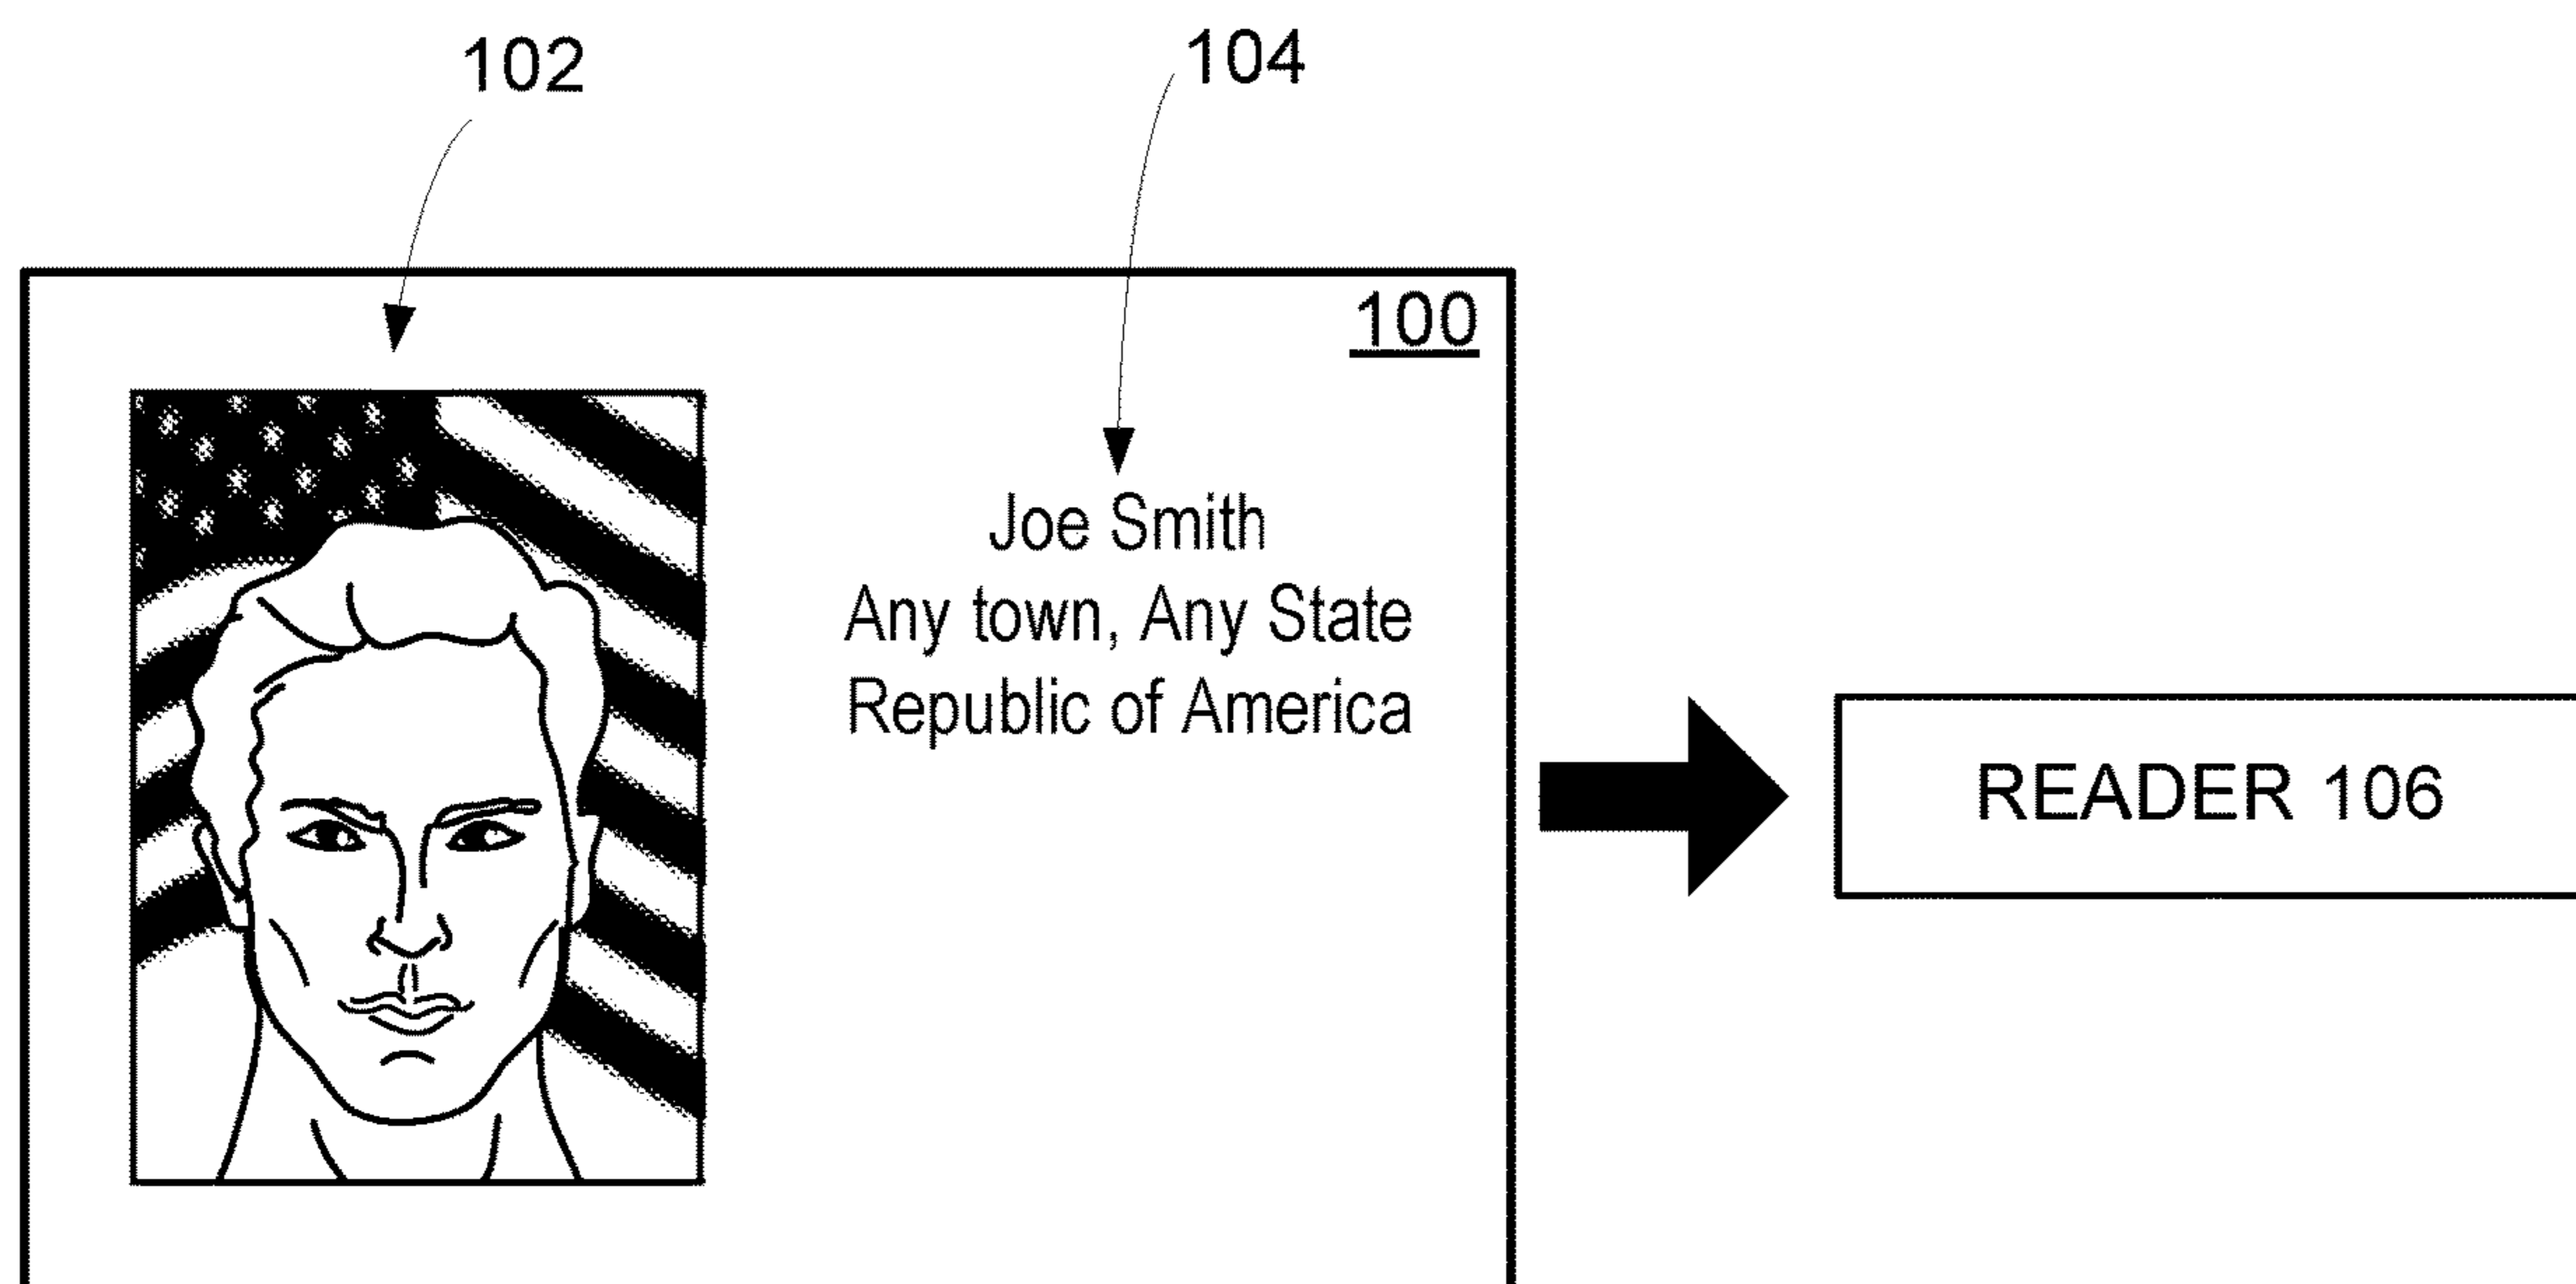 102
104
100
Joe Smith
Any town, Any State
Republic of America
READER 106